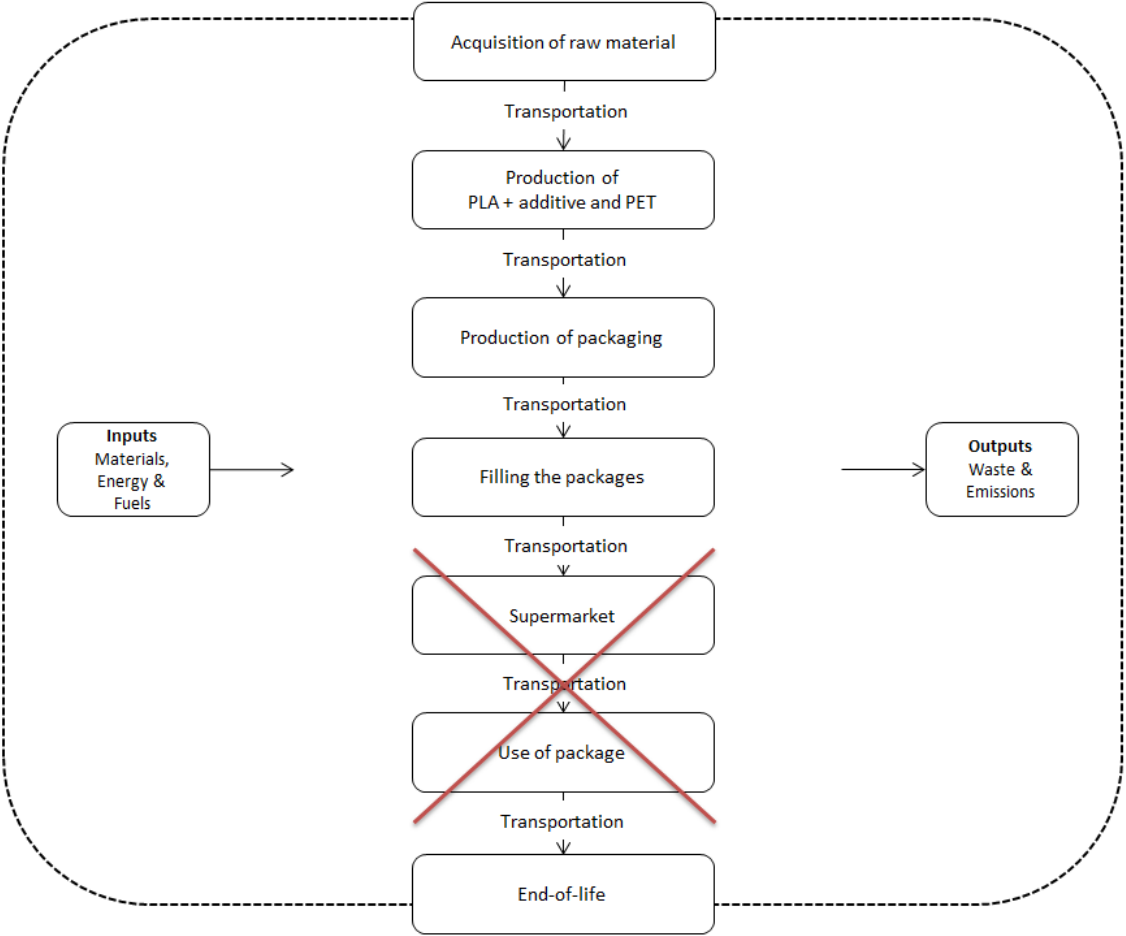 Acquisition of raw material
Transportation
Production of
PLA + additive and PET
Transportation
Production of packaging
Transportation
Inputs
Materials,
Energy &
Fuels
Filling the packages
Outputs
Waste &
Emissions
Transportation
Supermarket
Transportation
Use of package
Transportation
End-of-life